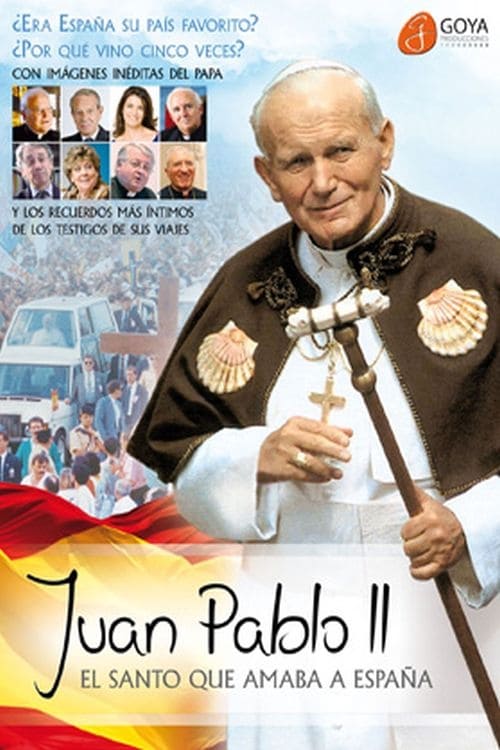 ¿Era España su país favorito?
¿Por qué vino cinco veces?
con imágenes inéditas del Papa
GOYA
PRODUCCIONES
y los recuerdos más íntimos
de los testigos de sus viajes
Juan Pablo II
EL SANTO QUE AMABA A ESPAÑA